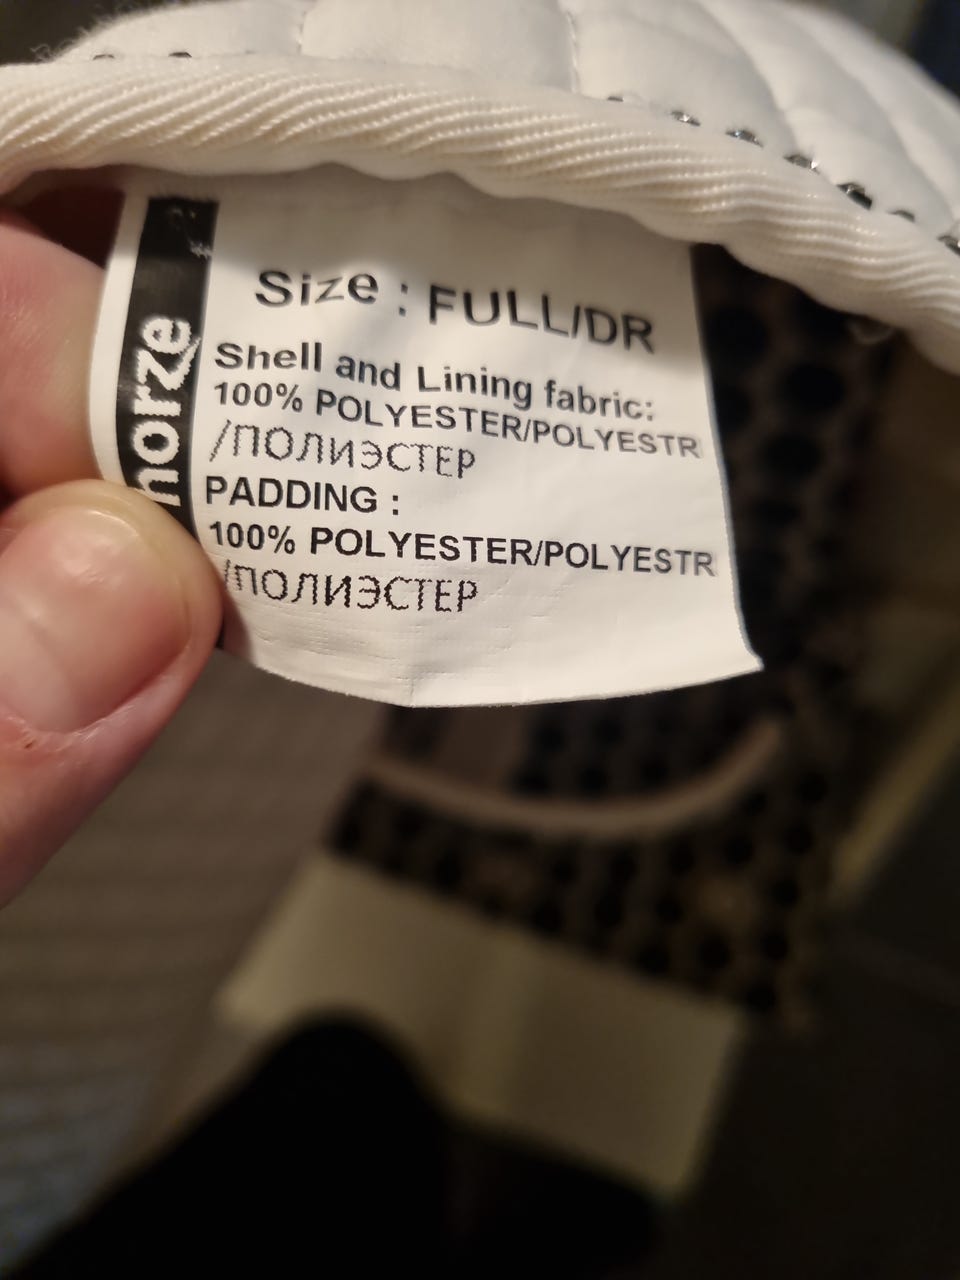 horze
Size : FULL/DR
Shell and Lining fabric:
100% POLYESTER/POLYESTR
/ПОЛИЭСТЕР
PADDING :
100% POLYESTER/POLYESTR
/ПОЛИЭСТЕР